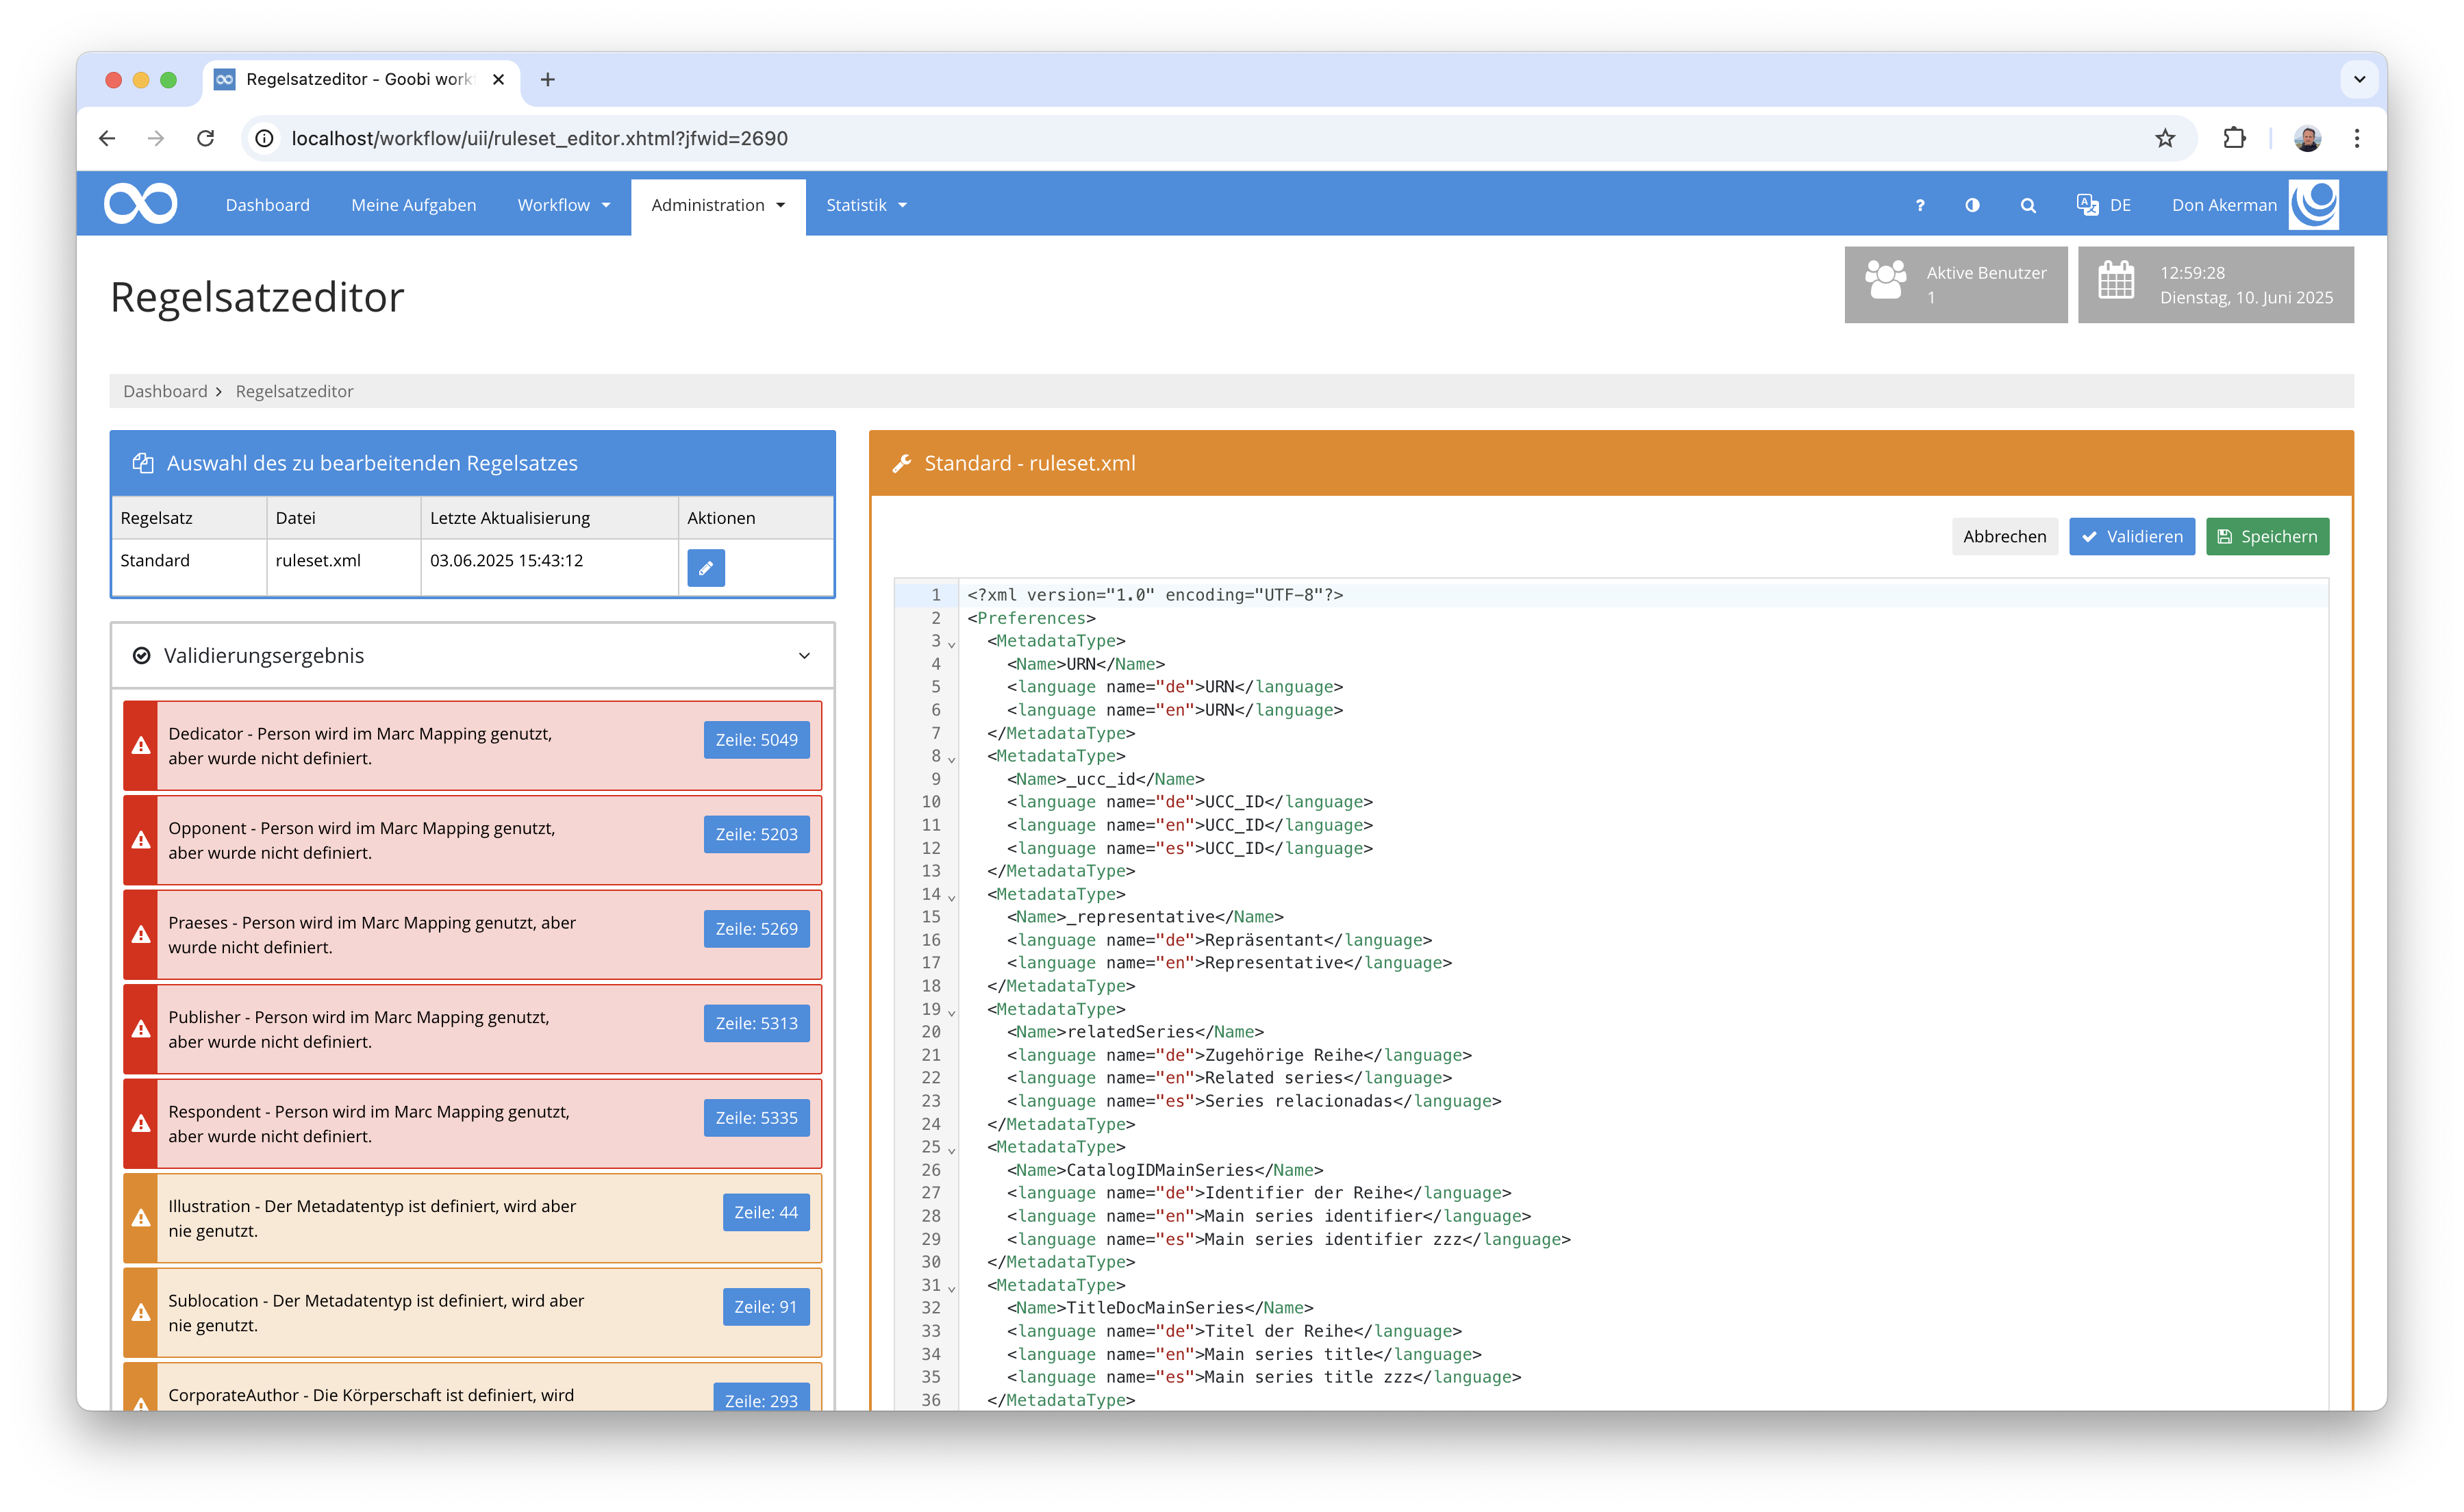 Regelsatzeditor - Goobi work
localhost/workflow/uii/ruleset_editor.xhtml?jfwid=2690
Dashboard
Meine Aufgaben
Workflow
Administration
Statistik
?
DE
Don Akerman
Regelsatzeditor
Aktive Benutzer
1
12:59:28
Dienstag, 10. Juni 2025
Dashboard > Regelsatzeditor
Auswahl des zu bearbeitenden Regelsatzes
Regelsatz Datei Letzte Aktualisierung Aktionen
Standard ruleset.xml 03.06.2025 15:43:12
Validierungsergebnis
Dedicator - Person wird im Marc Mapping genutzt,
aber wurde nicht definiert.
Zeile: 5049
Opponent - Person wird im Marc Mapping genutzt,
aber wurde nicht definiert.
Zeile: 5203
Praeses - Person wird im Marc Mapping genutzt, aber
wurde nicht definiert.
Zeile: 5269
Publisher - Person wird im Marc Mapping genutzt,
aber wurde nicht definiert.
Zeile: 5313
Respondent - Person wird im Marc Mapping genutzt,
aber wurde nicht definiert.
Zeile: 5335
Illustration - Der Metadatentyp ist definiert, wird aber
nie genutzt.
Zeile: 44
Sublocation - Der Metadatentyp ist definiert, wird aber
nie genutzt.
Zeile: 91
CorporateAuthor - Die Körperschaft ist definiert, wird
Zeile: 293
Standard - ruleset.xml
Abbrechen
Validieren
Speichern
1 <?xml version="1.0" encoding="UTF-8"?>
2 <Preferences>
3 <MetadataType>
4 <Name>URN</Name>
5 <language name="de">URN</language>
6 <language name="en">URN</language>
7 </MetadataType>
8 <MetadataType>
9 <Name>_ucc_id</Name>
10 <language name="de">UCC_ID</language>
11 <language name="en">UCC_ID</language>
12 <language name="es">UCC_ID</language>
13 </MetadataType>
14 <MetadataType>
15 <Name>_representative</Name>
16 <language name="de">Repräsentant</language>
17 <language name="en">Representative</language>
18 </MetadataType>
19 <MetadataType>
20 <Name>relatedSeries</Name>
21 <language name="de">Zugehörige Reihe</language>
22 <language name="en">Related series</language>
23 <language name="es">Series relacionadas</language>
24 </MetadataType>
25 <MetadataType>
26 <Name>CatalogIDMainSeries</Name>
27 <language name="de">Identifier der Reihe</language>
28 <language name="en">Main series identifier</language>
29 <language name="es">Main series identifier zzz</language>
30 </MetadataType>
31 <MetadataType>
32 <Name>TitleDocMainSeries</Name>
33 <language name="de">Titel der Reihe</language>
34 <language name="en">Main series title</language>
35 <language name="es">Main series title zzz</language>
36 </MetadataType>